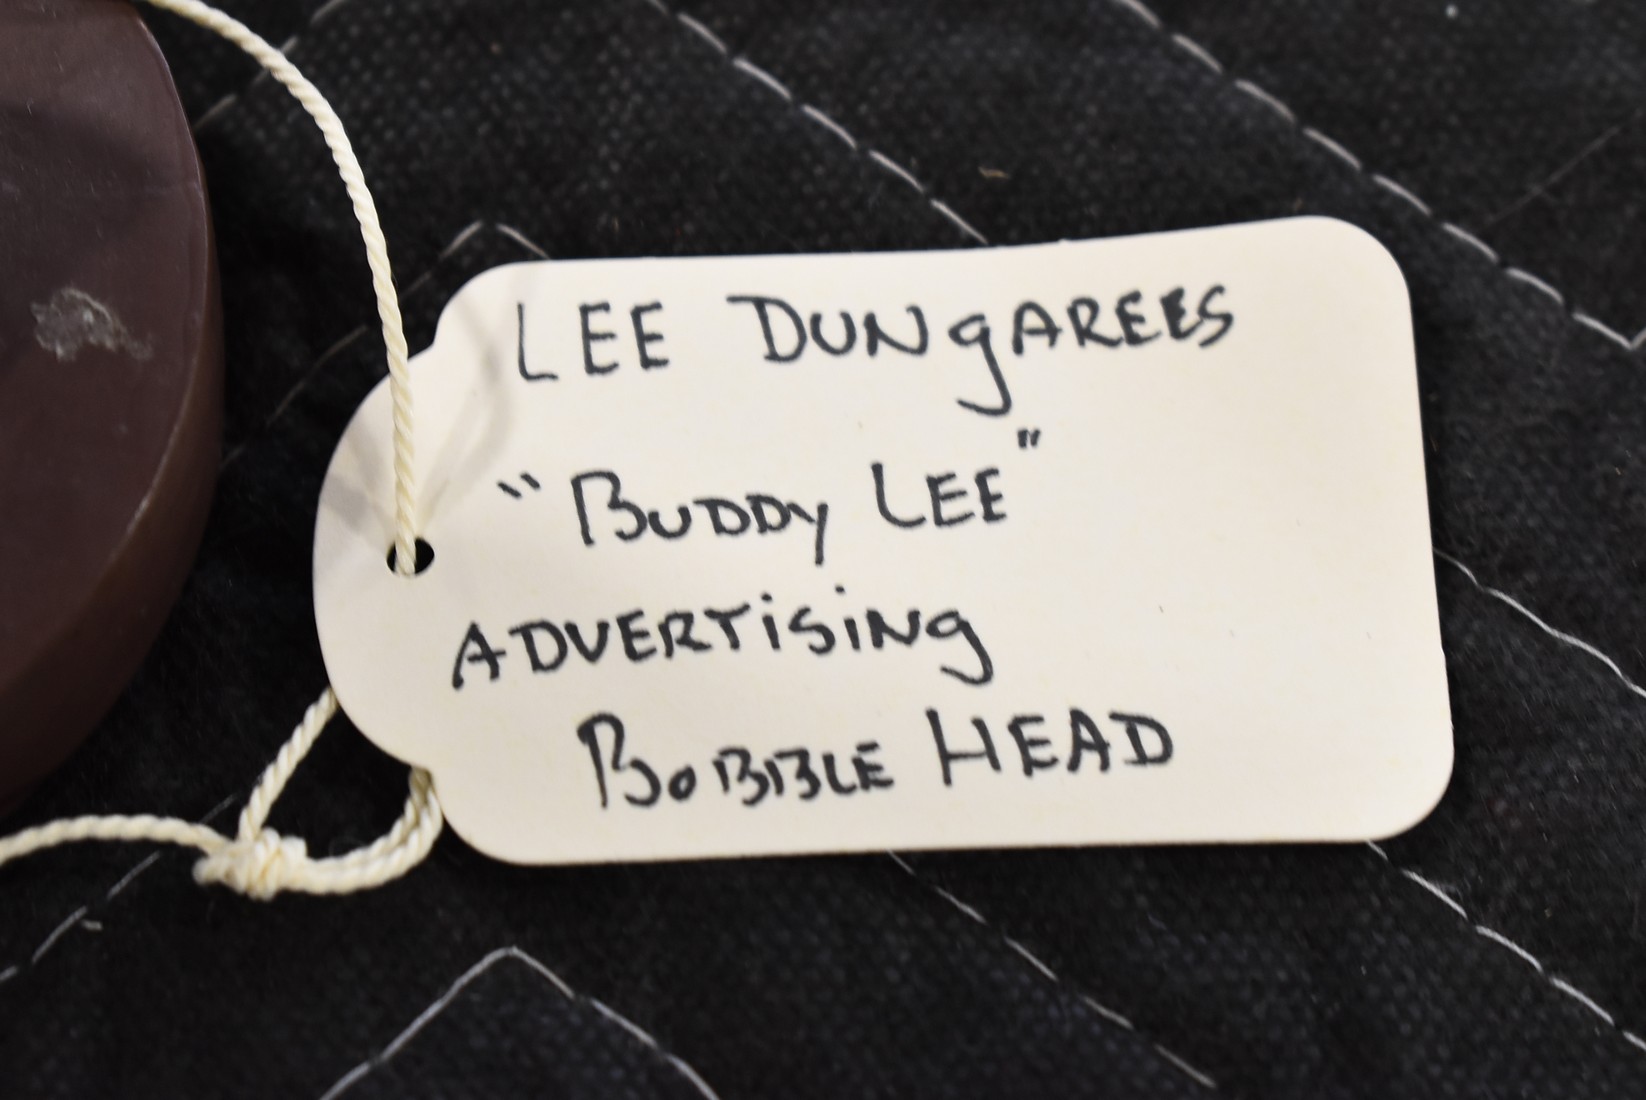 LEE DUNgAREES
"BUDDy LEE"
ADVERTiSiNg
BOBBLE HEAD